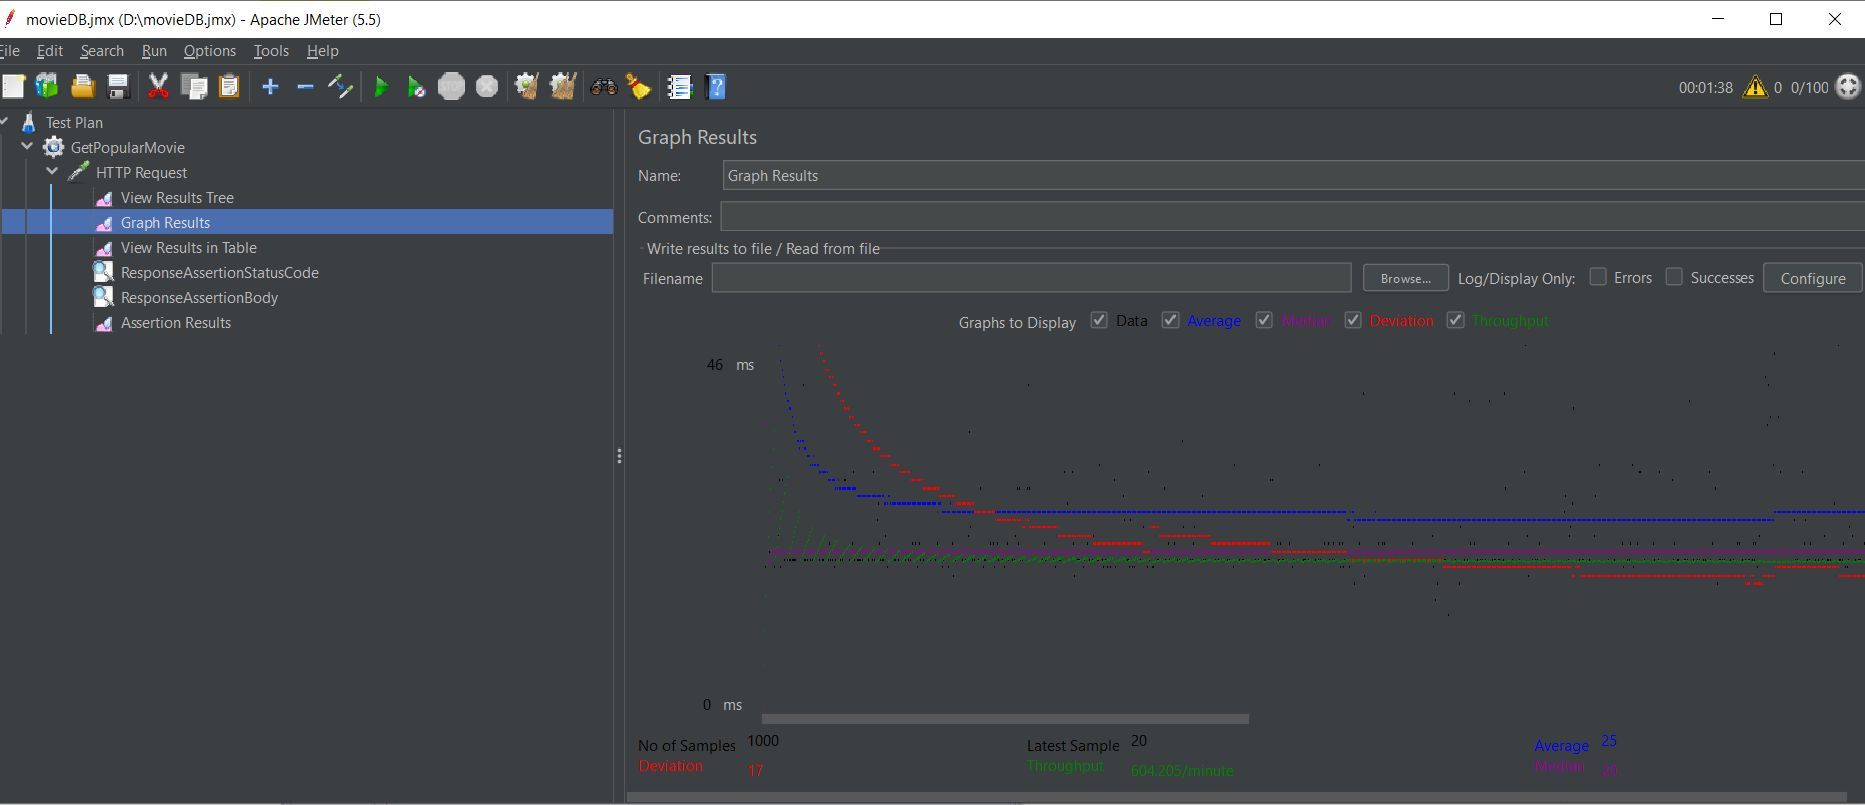 movieDB.jmx (D:\movieDB.jmx) - Apache JMeter (5.5)
File Edit Search Run Options Tools Help
STOP
00:01:38 0 0/100
Test Plan
GetPopularMovie
HTTP Request
View Results Tree
Graph Results
View Results in Table
ResponseAssertionStatusCode
ResponseAssertionBody
Assertion Results
Graph Results
Name: Graph Results
Comments:
Write results to file / Read from file
Filename Browse... Log/Display Only: Errors Successes Configure
Graphs to Display Data Average Median Deviation Throughput
46 ms
0 ms
No of Samples 1000 Latest Sample 20 Average 25
Deviation 17 Throughput 604.205/minute Median 20